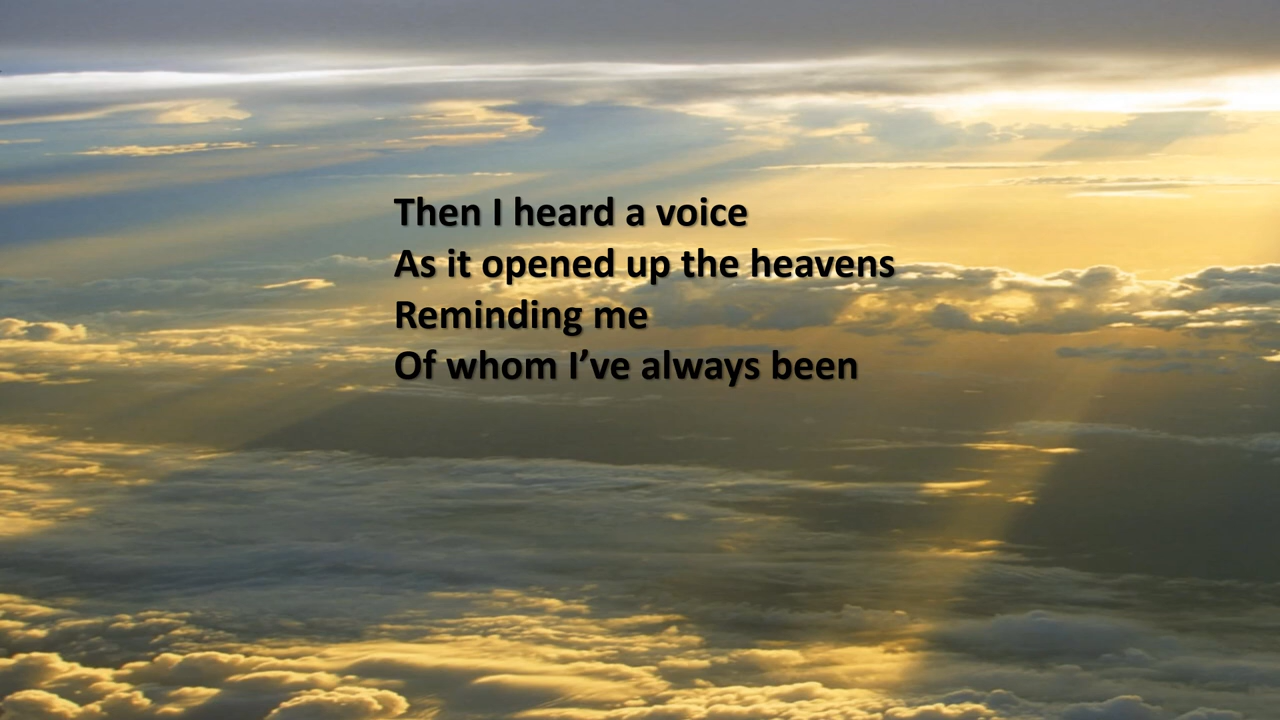 Then I heard a voice
As it opened up the heavens
Reminding me
Of whom I’ve always been